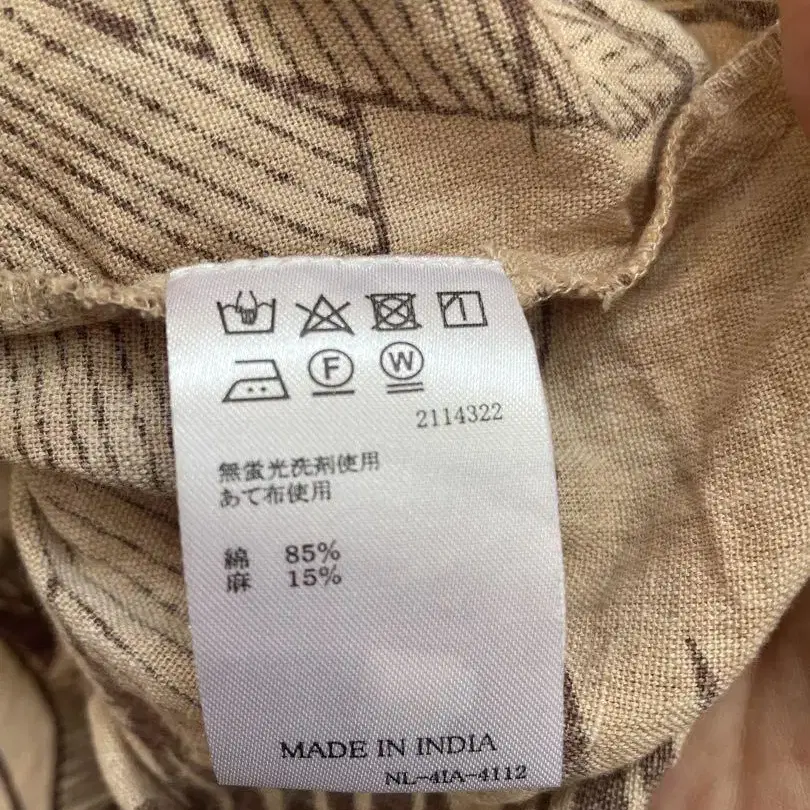 F W
2114322
無蛍光洗剤使用
あて布使用
綿 85%
麻 15%
MADE IN INDIA
NL-4IA-4112